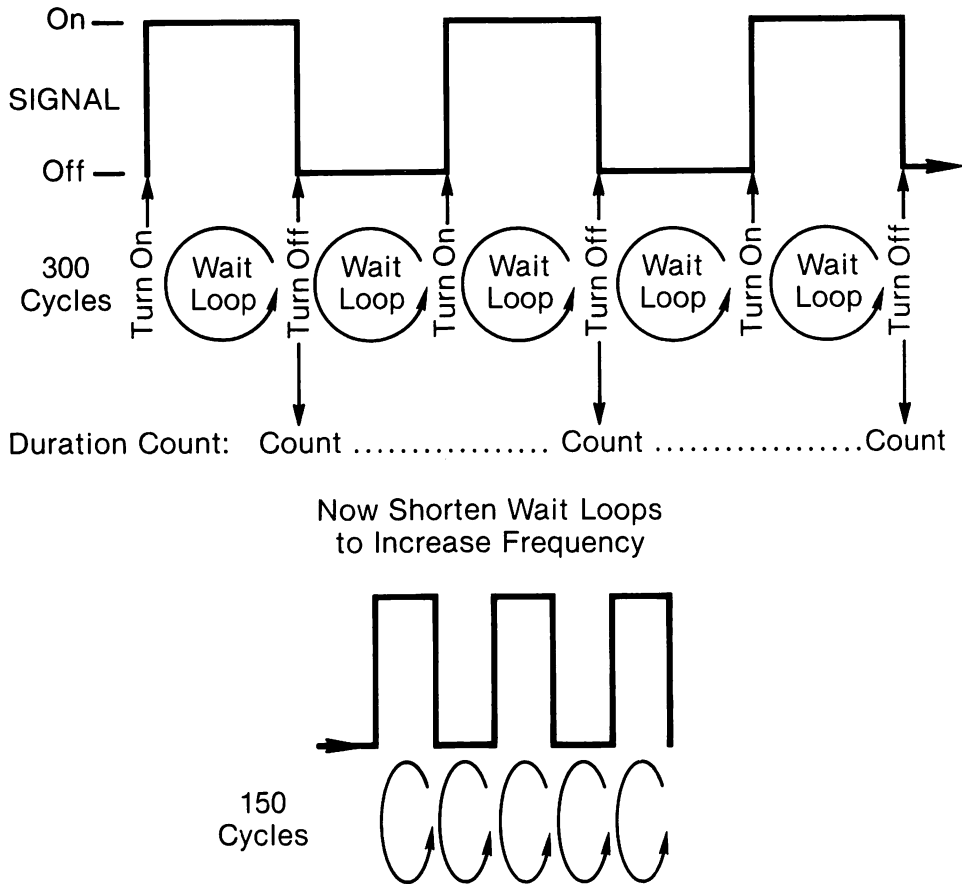 On
SIGNAL
Off
300
Cycles
Turn On
Wait
Loop
Turn Off
Wait
Loop
Turn On
Wait
Loop
Turn Off
Wait
Loop
Turn On
Wait
Loop
Turn Off
Duration Count: Count .................. Count .................. Count
Now Shorten Wait Loops
to Increase Frequency
150
Cycles